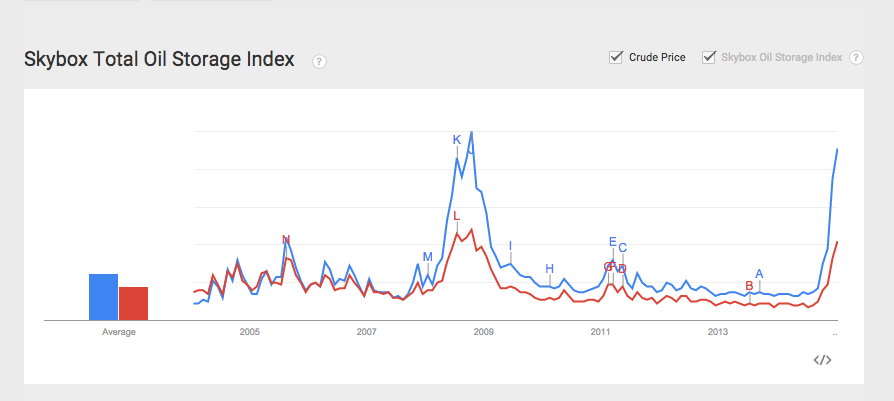 Skybox Total Oil Storage Index ?
Crude Price
Skybox Oil Storage Index ?
K
J
L
N
M
I
H
E
C
G
F
D
B
A
Average 2005 2007 2009 2011 2013 ..
</>